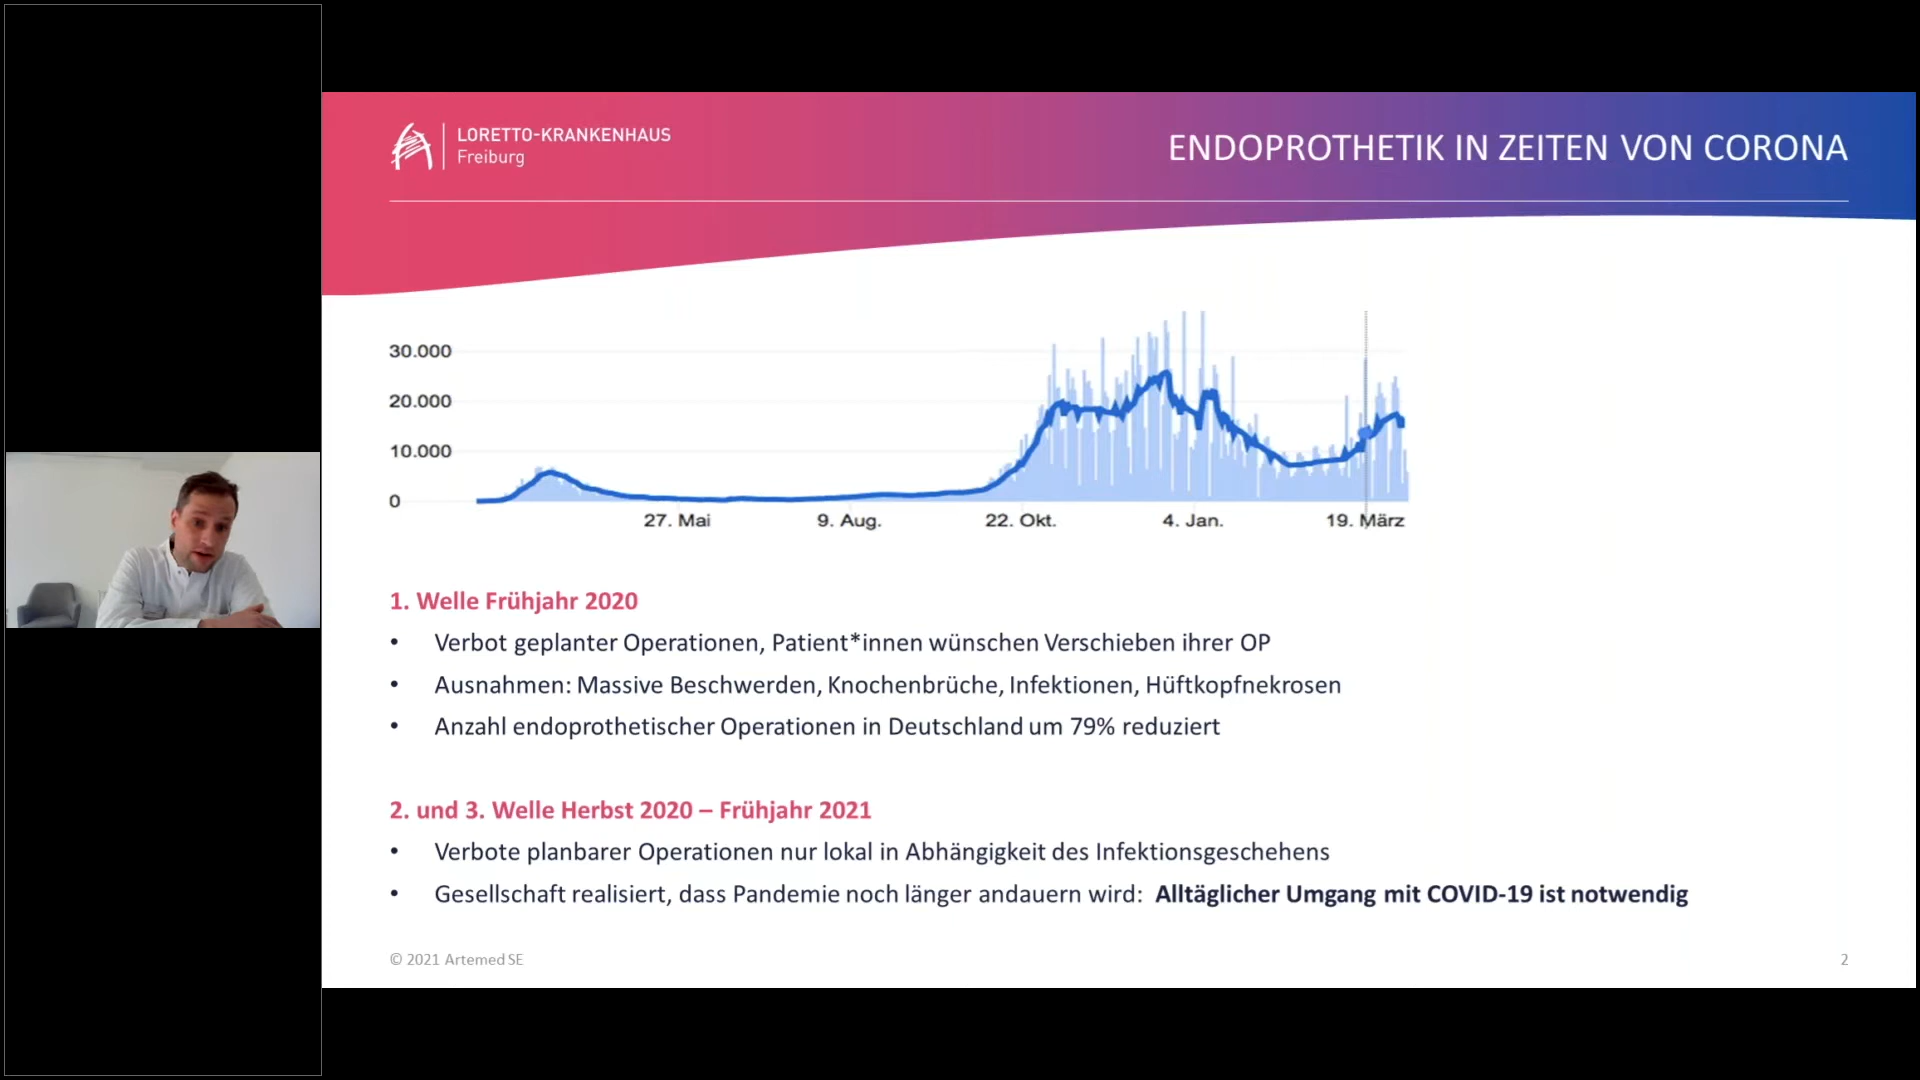 LORETTO-KRANKENHAUS
Freiburg
ENDOPROTHETIK IN ZEITEN VON CORONA
30.000
20.000
10.000
0
27. Mai
9. Aug.
22. Okt.
4. Jan.
19. März
1. Welle Frühjahr 2020
• Verbot geplanter Operationen, Patient*innen wünschen Verschieben ihrer OP
• Ausnahmen: Massive Beschwerden, Knochenbrüche, Infektionen, Hüftkopfnekrosen
• Anzahl endoprothetischer Operationen in Deutschland um 79% reduziert
2. und 3. Welle Herbst 2020 – Frühjahr 2021
• Verbote planbarer Operationen nur lokal in Abhängigkeit des Infektionsgeschehens
• Gesellschaft realisiert, dass Pandemie noch länger andauern wird: Alltäglicher Umgang mit COVID-19 ist notwendig
© 2021 Artemed SE
2